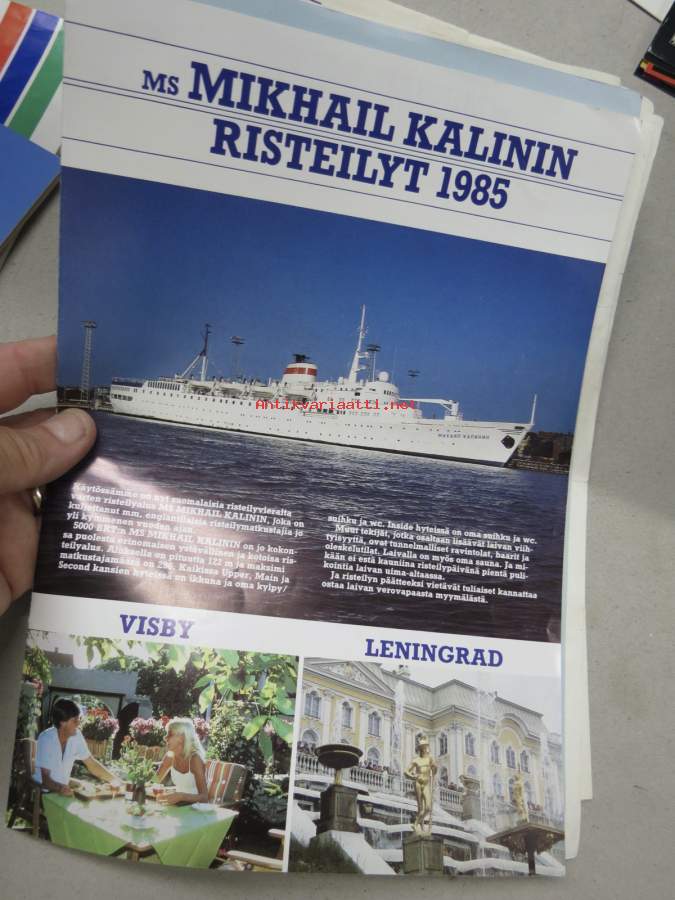 MS MIKHAIL KALININ
RISTEILYT 1985
Antikvariaatti.net
Käytössämme on nyt suomalaisia risteilyvieraita
varten risteilyalus MS MIKHAIL KALININ, joka on
kuljettanut mm. englantilaisia risteilymatkustajia jo
yli kymmenen vuoden ajan.
5000 BRT:n MS MIKHAIL KALININ on jo kokon-
sa puolesta erinomaisen ystävällinen ja kotoisa ris-
teilyalus. Aluksella on pituutta 122 m ja maksimi
matkustajamäärä on 235. Kaikissa Upper, Main ja
Second kansien hyteissä on ikkuna ja oma kylpy/
suihku ja wc. Inside hyteissä on oma suihku ja wc.
Muut tekijät, jotka osaltaan lisäävät laivan viih-
tyisyyttä, ovat tunnelmalliset ravintolat, baarit ja
oleskelutilat. Laivalla on myös oma sauna. Ja mi-
kään ei estä kauniina risteilypäivänä pientä puli-
kointia laivan uima-altaassa.
Ja risteilyn päätteeksi vietävät tuliaiset kannattaa
ostaa laivan verovapaasta myymälästä.
VISBY
LENINGRAD